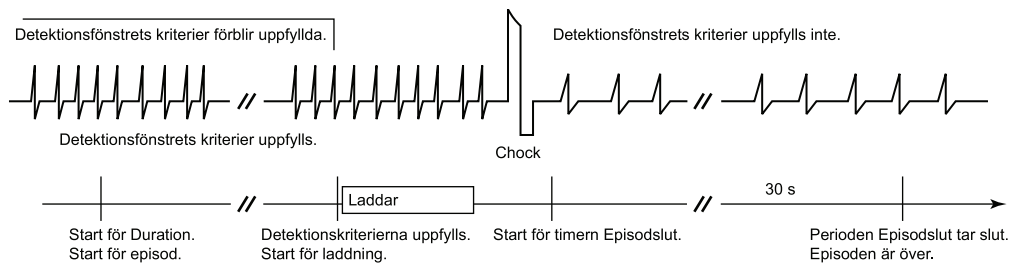 Detektionsfönstrets kriterier förblir uppfyllda.
Detektionsfönstrets kriterier uppfylls inte.
Detektionsfönstrets kriterier uppfylls.
Chock
Laddar
30 s
Start för Duration.
Start för episod.
Detektionskriterierna uppfylls.
Start för laddning.
Start för timern Episodslut.
Perioden Episodslut tar slut.
Episoden är över.